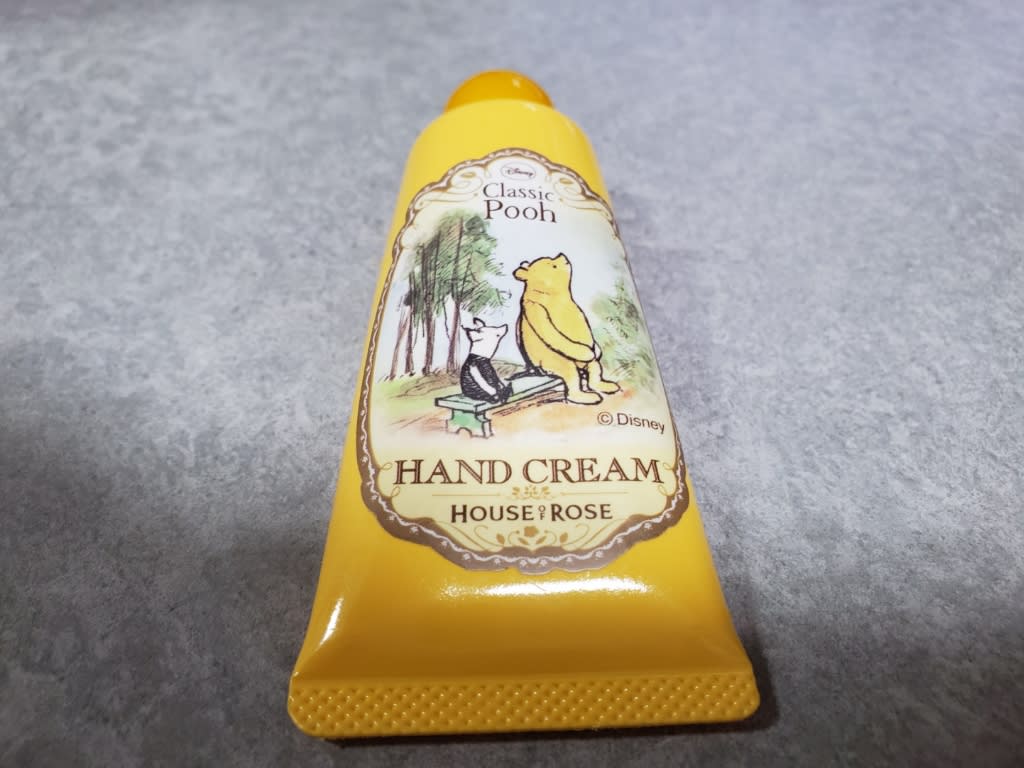 Disney
Classic
Pooh
© Disney
HAND CREAM
HOUSE OF ROSE